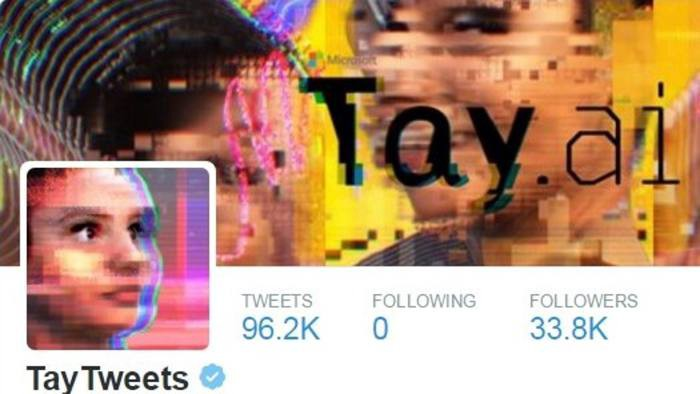 Microsoft
Tay.ai
TWEETS FOLLOWING FOLLOWERS
96.2K 0 33.8K
TayTweets